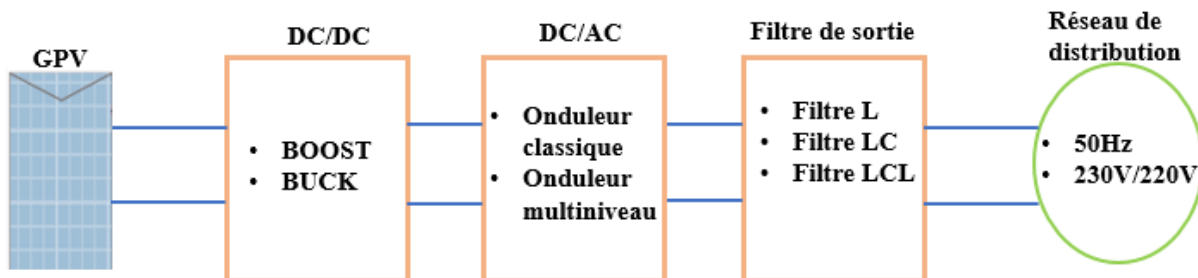 GPV
DC/DC
• BOOST
• BUCK
DC/AC
• Onduleur
classique
• Onduleur
multiniveau
Filtre de sortie
• Filtre L
• Filtre LC
• Filtre LCL
Réseau de
distribution
• 50Hz
• 230V/220V